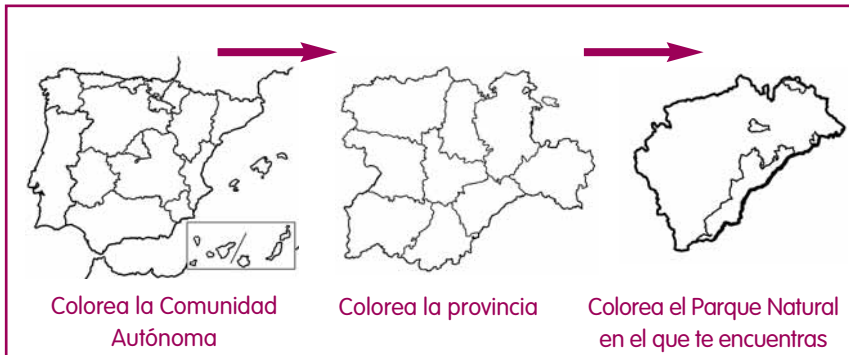 Colorea la Comunidad
Autónoma
Colorea la provincia
Colorea el Parque Natural
en el que te encuentras